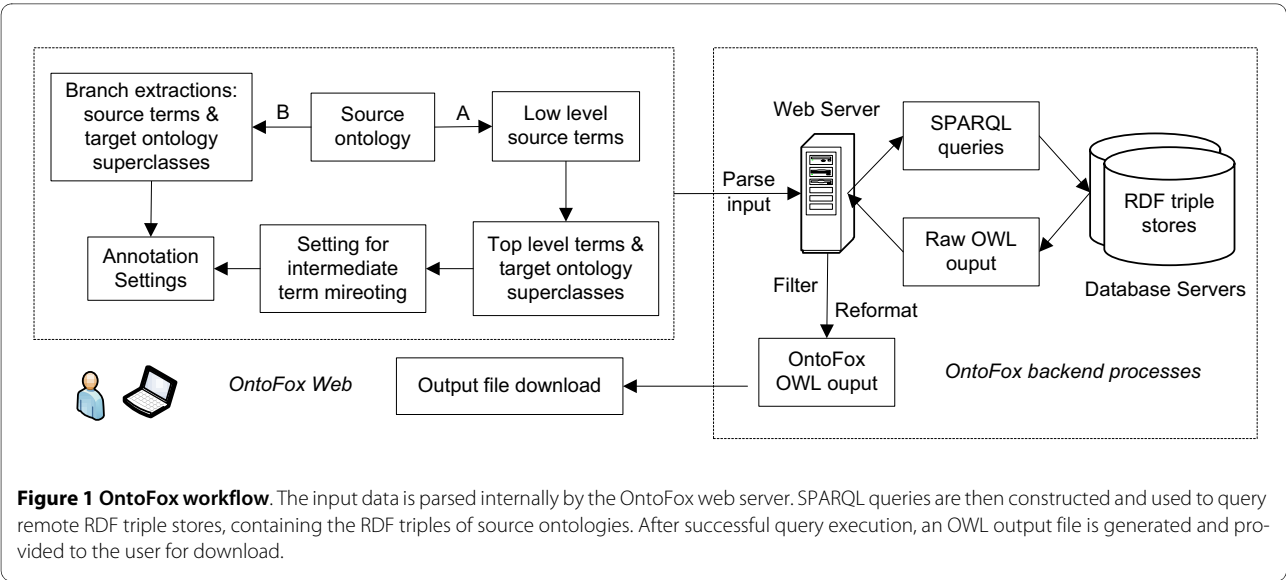 Branch extractions:
source terms &
target ontology
superclasses
B
Source
ontology
A
Low level
source terms
Annotation
Settings
Setting for
intermediate
term mireoting
Top level terms &
target ontology
superclasses
Parse
input
Web Server
SPARQL
queries
Raw OWL
ouput
RDF triple
stores
Database Servers
Filter
Reformat
OntoFox
OWL ouput
OntoFox backend processes
OntoFox Web
Output file download
Figure 1 OntoFox workflow. The input data is parsed internally by the OntoFox web server. SPARQL queries are then constructed and used to query
remote RDF triple stores, containing the RDF triples of source ontologies. After successful query execution, an OWL output file is generated and pro-
vided to the user for download.